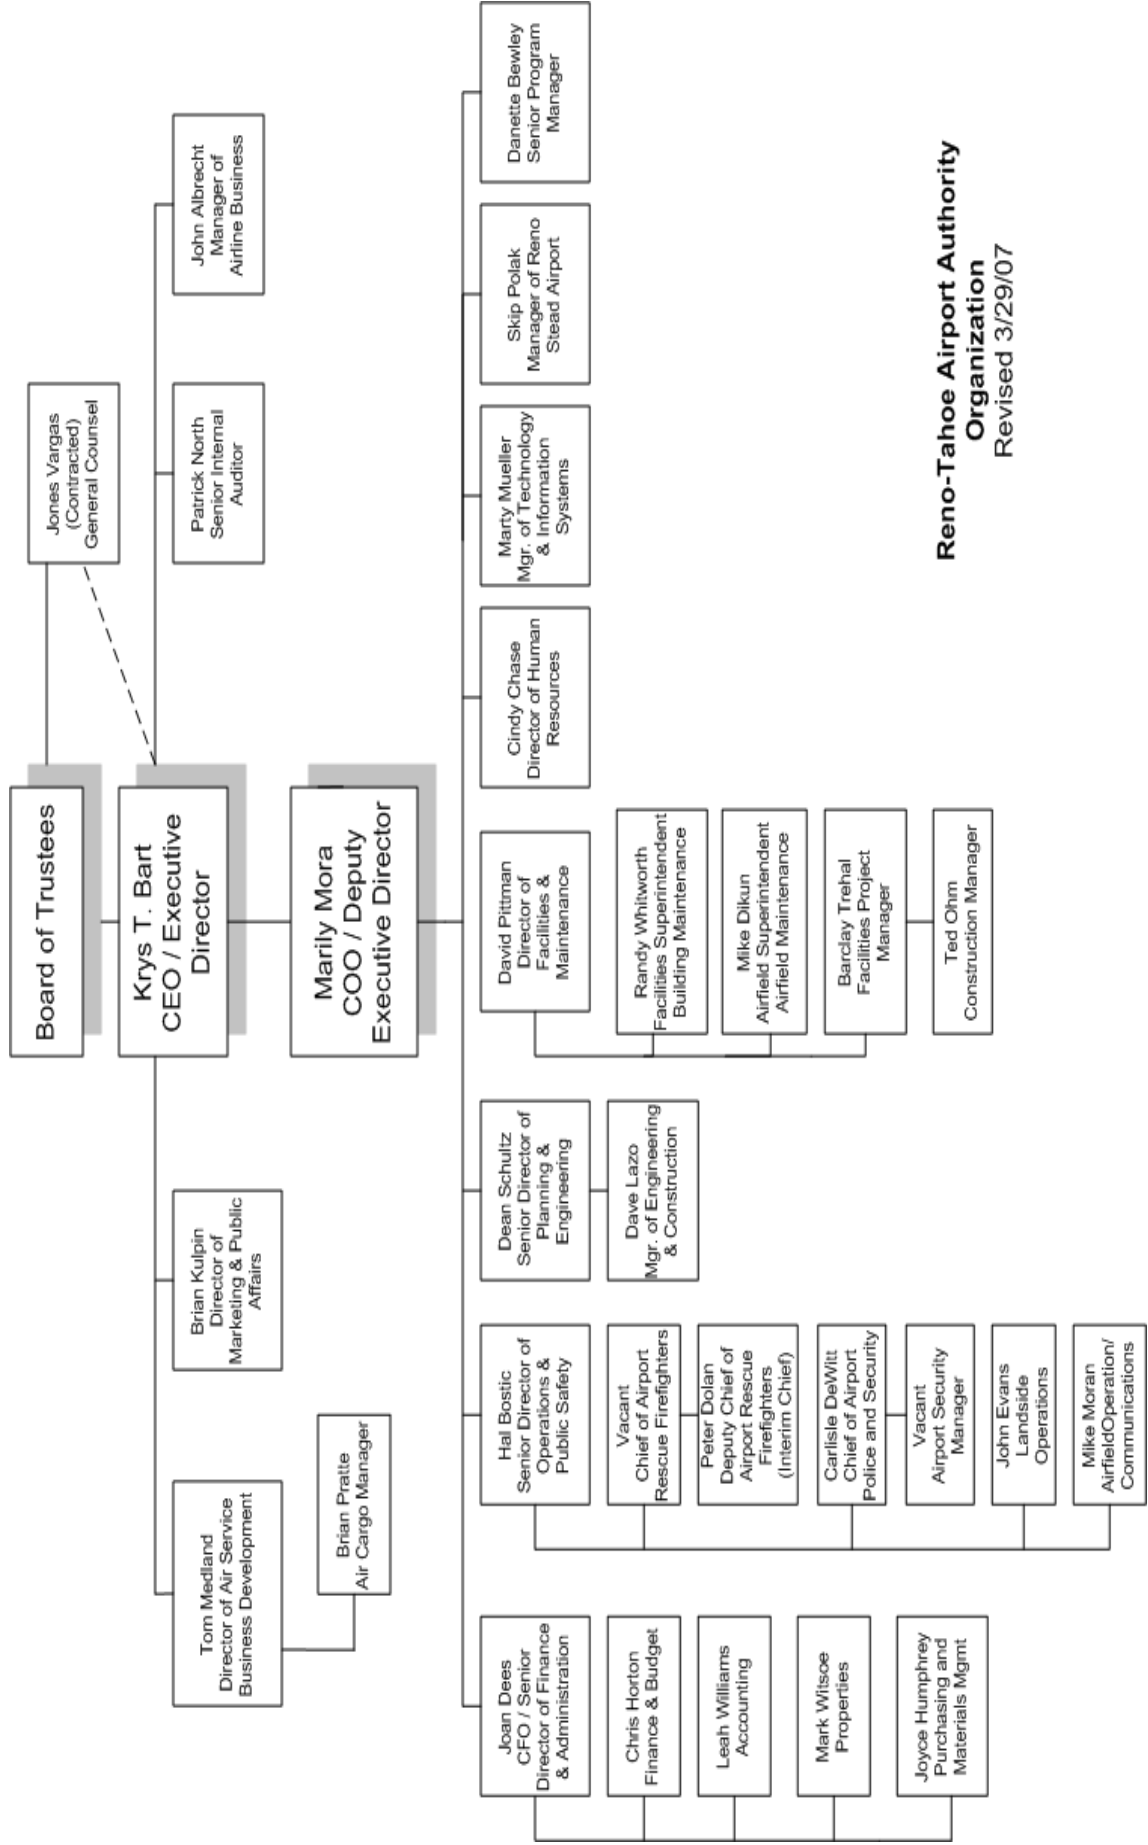 Board of Trustees
Jones Vargas
(Contracted)
General Counsel
Krys T. Bart
CEO / Executive
Director
Tom Medland
Director of Air Service
Business Development
Brian Pratte
Air Cargo Manager
Brian Kulpin
Director of
Marketing & Public
Affairs
Patrick North
Senior Internal
Auditor
John Albrecht
Manager of
Airline Business
Marily Mora
COO / Deputy
Executive Director
Joan Dees
CFO / Senior
Director of Finance
& Administration
Chris Horton
Finance & Budget
Leah Williams
Accounting
Mark Witsoe
Properties
Joyce Humphrey
Purchasing and
Materials Mgmt
Hal Bostic
Senior Director of
Operations &
Public Safety
Vacant
Chief of Airport
Rescue Firefighters
Peter Dolan
Deputy Chief of
Airport Rescue
Firefighters
(Interim Chief)
Carlisle DeWitt
Chief of Airport
Police and Security
Vacant
Airport Security
Manager
John Evans
Landside
Operations
Mike Moran
AirfieldOperation/
Communications
Dean Schultz
Senior Director of
Planning &
Engineering
Dave Lazo
Mgr. of Engineering
& Construction
David Pittman
Director of
Facilities &
Maintenance
Randy Whitworth
Facilities Superintendent
Building Maintenance
Mike Dikun
Airfield Superintendent
Airfield Maintenance
Barclay Trehal
Facilities Project
Manager
Ted Ohm
Construction Manager
Cindy Chase
Director of Human
Resources
Marty Mueller
Mgr. of Technology
& Information
Systems
Skip Polak
Manager of Reno
Stead Airport
Danette Bewley
Senior Program
Manager
Reno-Tahoe Airport Authority
Organization
Revised 3/29/07